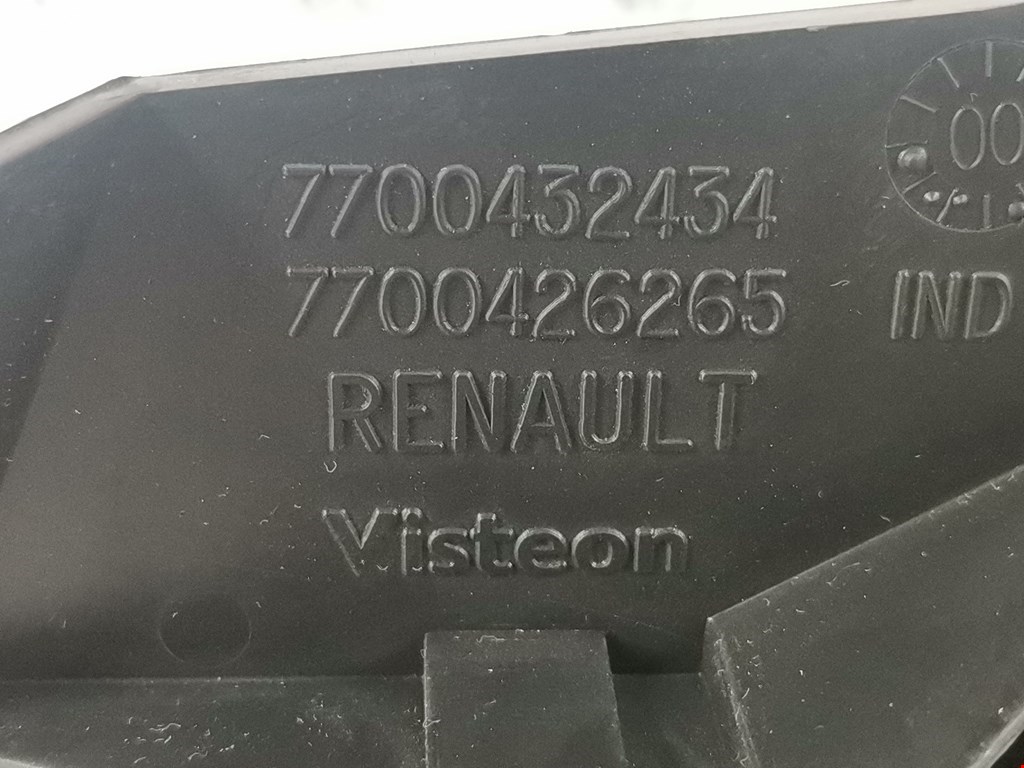 7700432434
7700426265
RENAULT
Visteon
00
IND